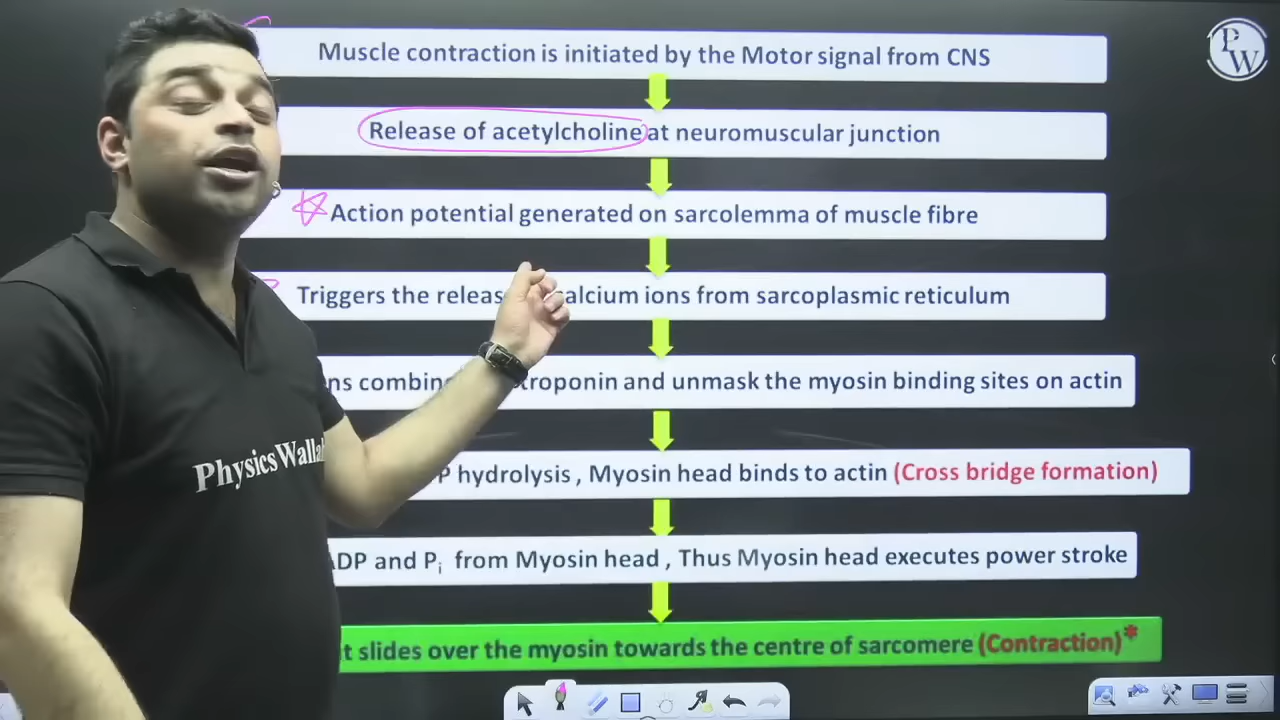 P W
Muscle contraction is initiated by the Motor signal from CNS
Release of acetylcholine at neuromuscular junction
Action potential generated on sarcolemma of muscle fibre
Triggers the releas alcium ions from sarcoplasmic reticulum
ns combin troponin and unmask the myosin binding sites on actin
P hydrolysis , Myosin head binds to actin (Cross bridge formation)
ADP and Pi from Myosin head , Thus Myosin head executes power stroke
t slides over the myosin towards the centre of sarcomere (Contraction)*
PhysicsWallah